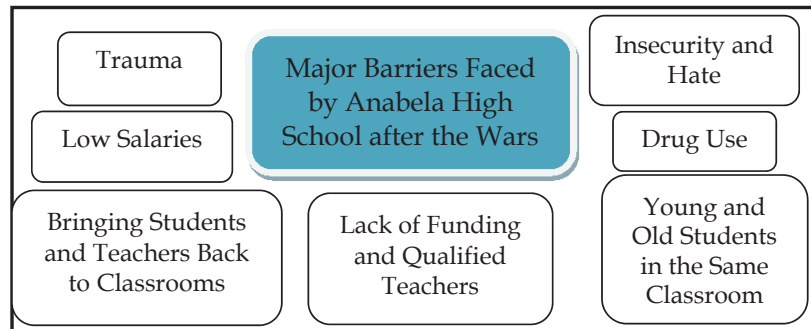 Trauma
Major Barriers Faced
by Anabela High
School after the Wars
Insecurity and
Hate
Low Salaries
Drug Use
Bringing Students
and Teachers Back
to Classrooms
Lack of Funding
and Qualified
Teachers
Young and
Old Students
in the Same
Classroom